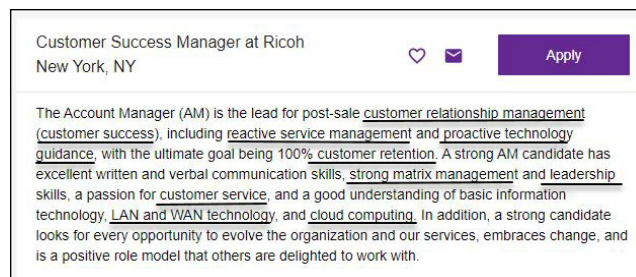 Customer Success Manager at Ricoh
New York, NY
Apply
The Account Manager (AM) is the lead for post-sale customer relationship management
(customer success), including reactive service management and proactive technology
guidance, with the ultimate goal being 100% customer retention. A strong AM candidate has
excellent written and verbal communication skills, strong matrix management and leadership
skills, a passion for customer service, and a good understanding of basic information
technology, LAN and WAN technology, and cloud computing. In addition, a strong candidate
looks for every opportunity to evolve the organization and our services, embraces change, and
is a positive role model that others are delighted to work with.